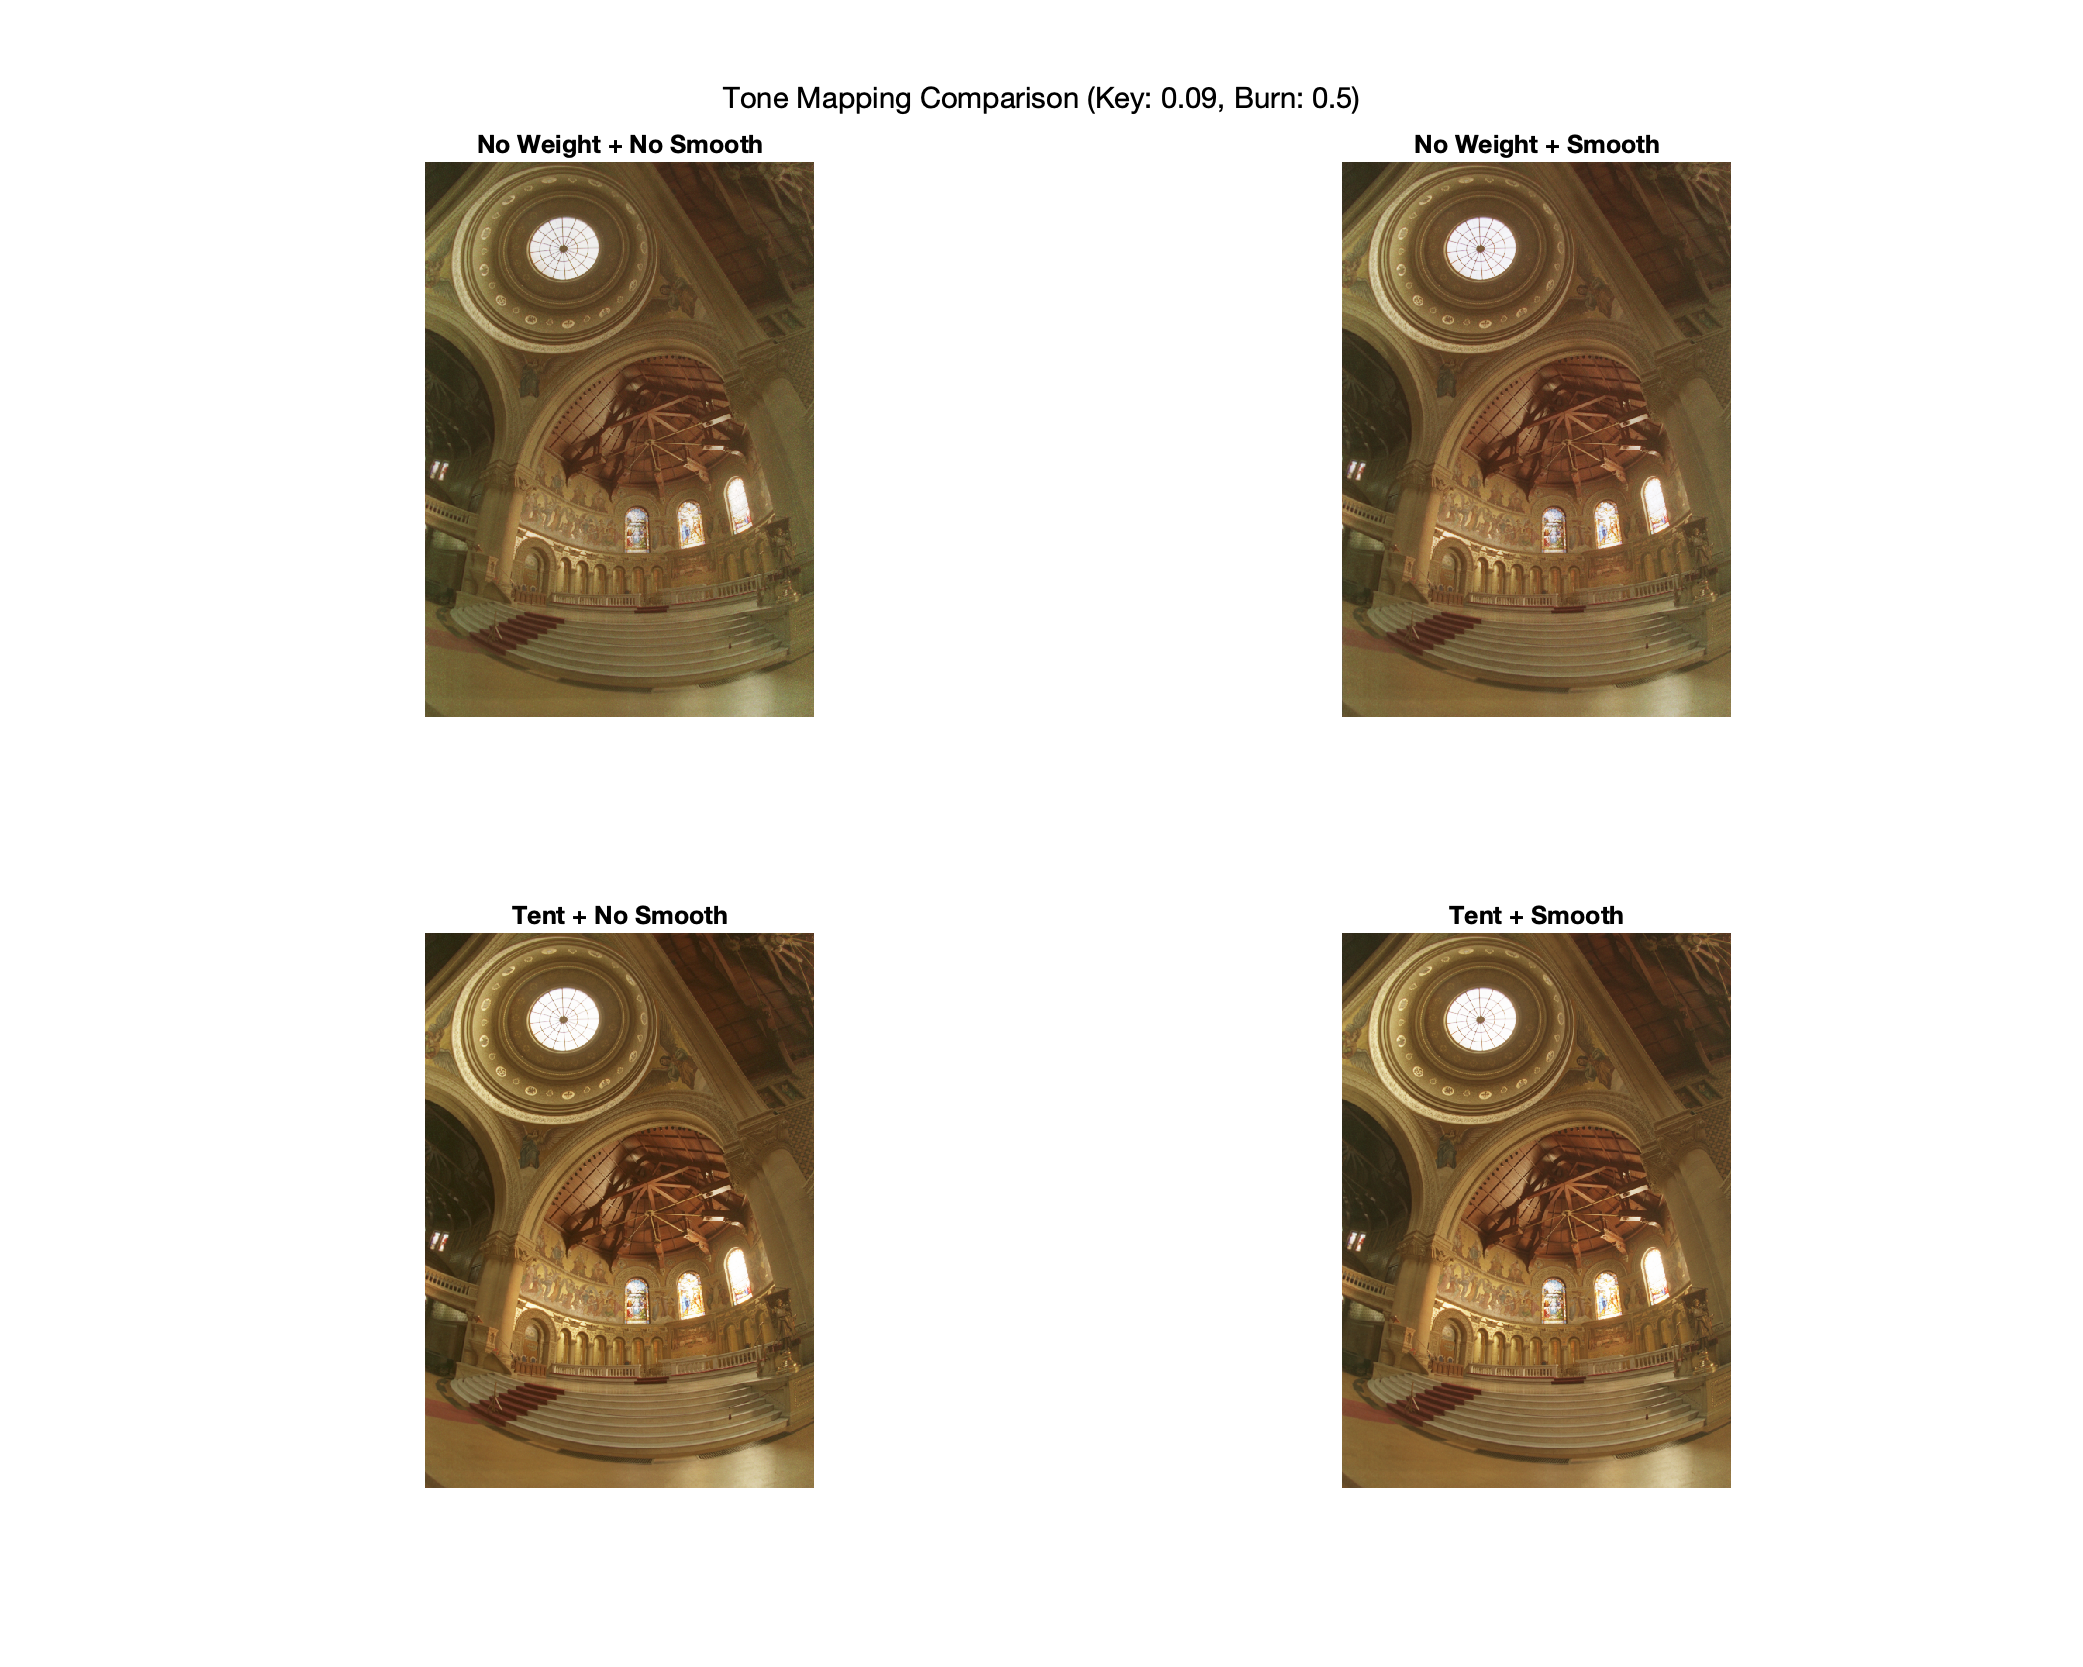 Tone Mapping Comparison (Key: 0.09, Burn: 0.5)
No Weight + No Smooth
No Weight + Smooth
Tent + No Smooth
Tent + Smooth